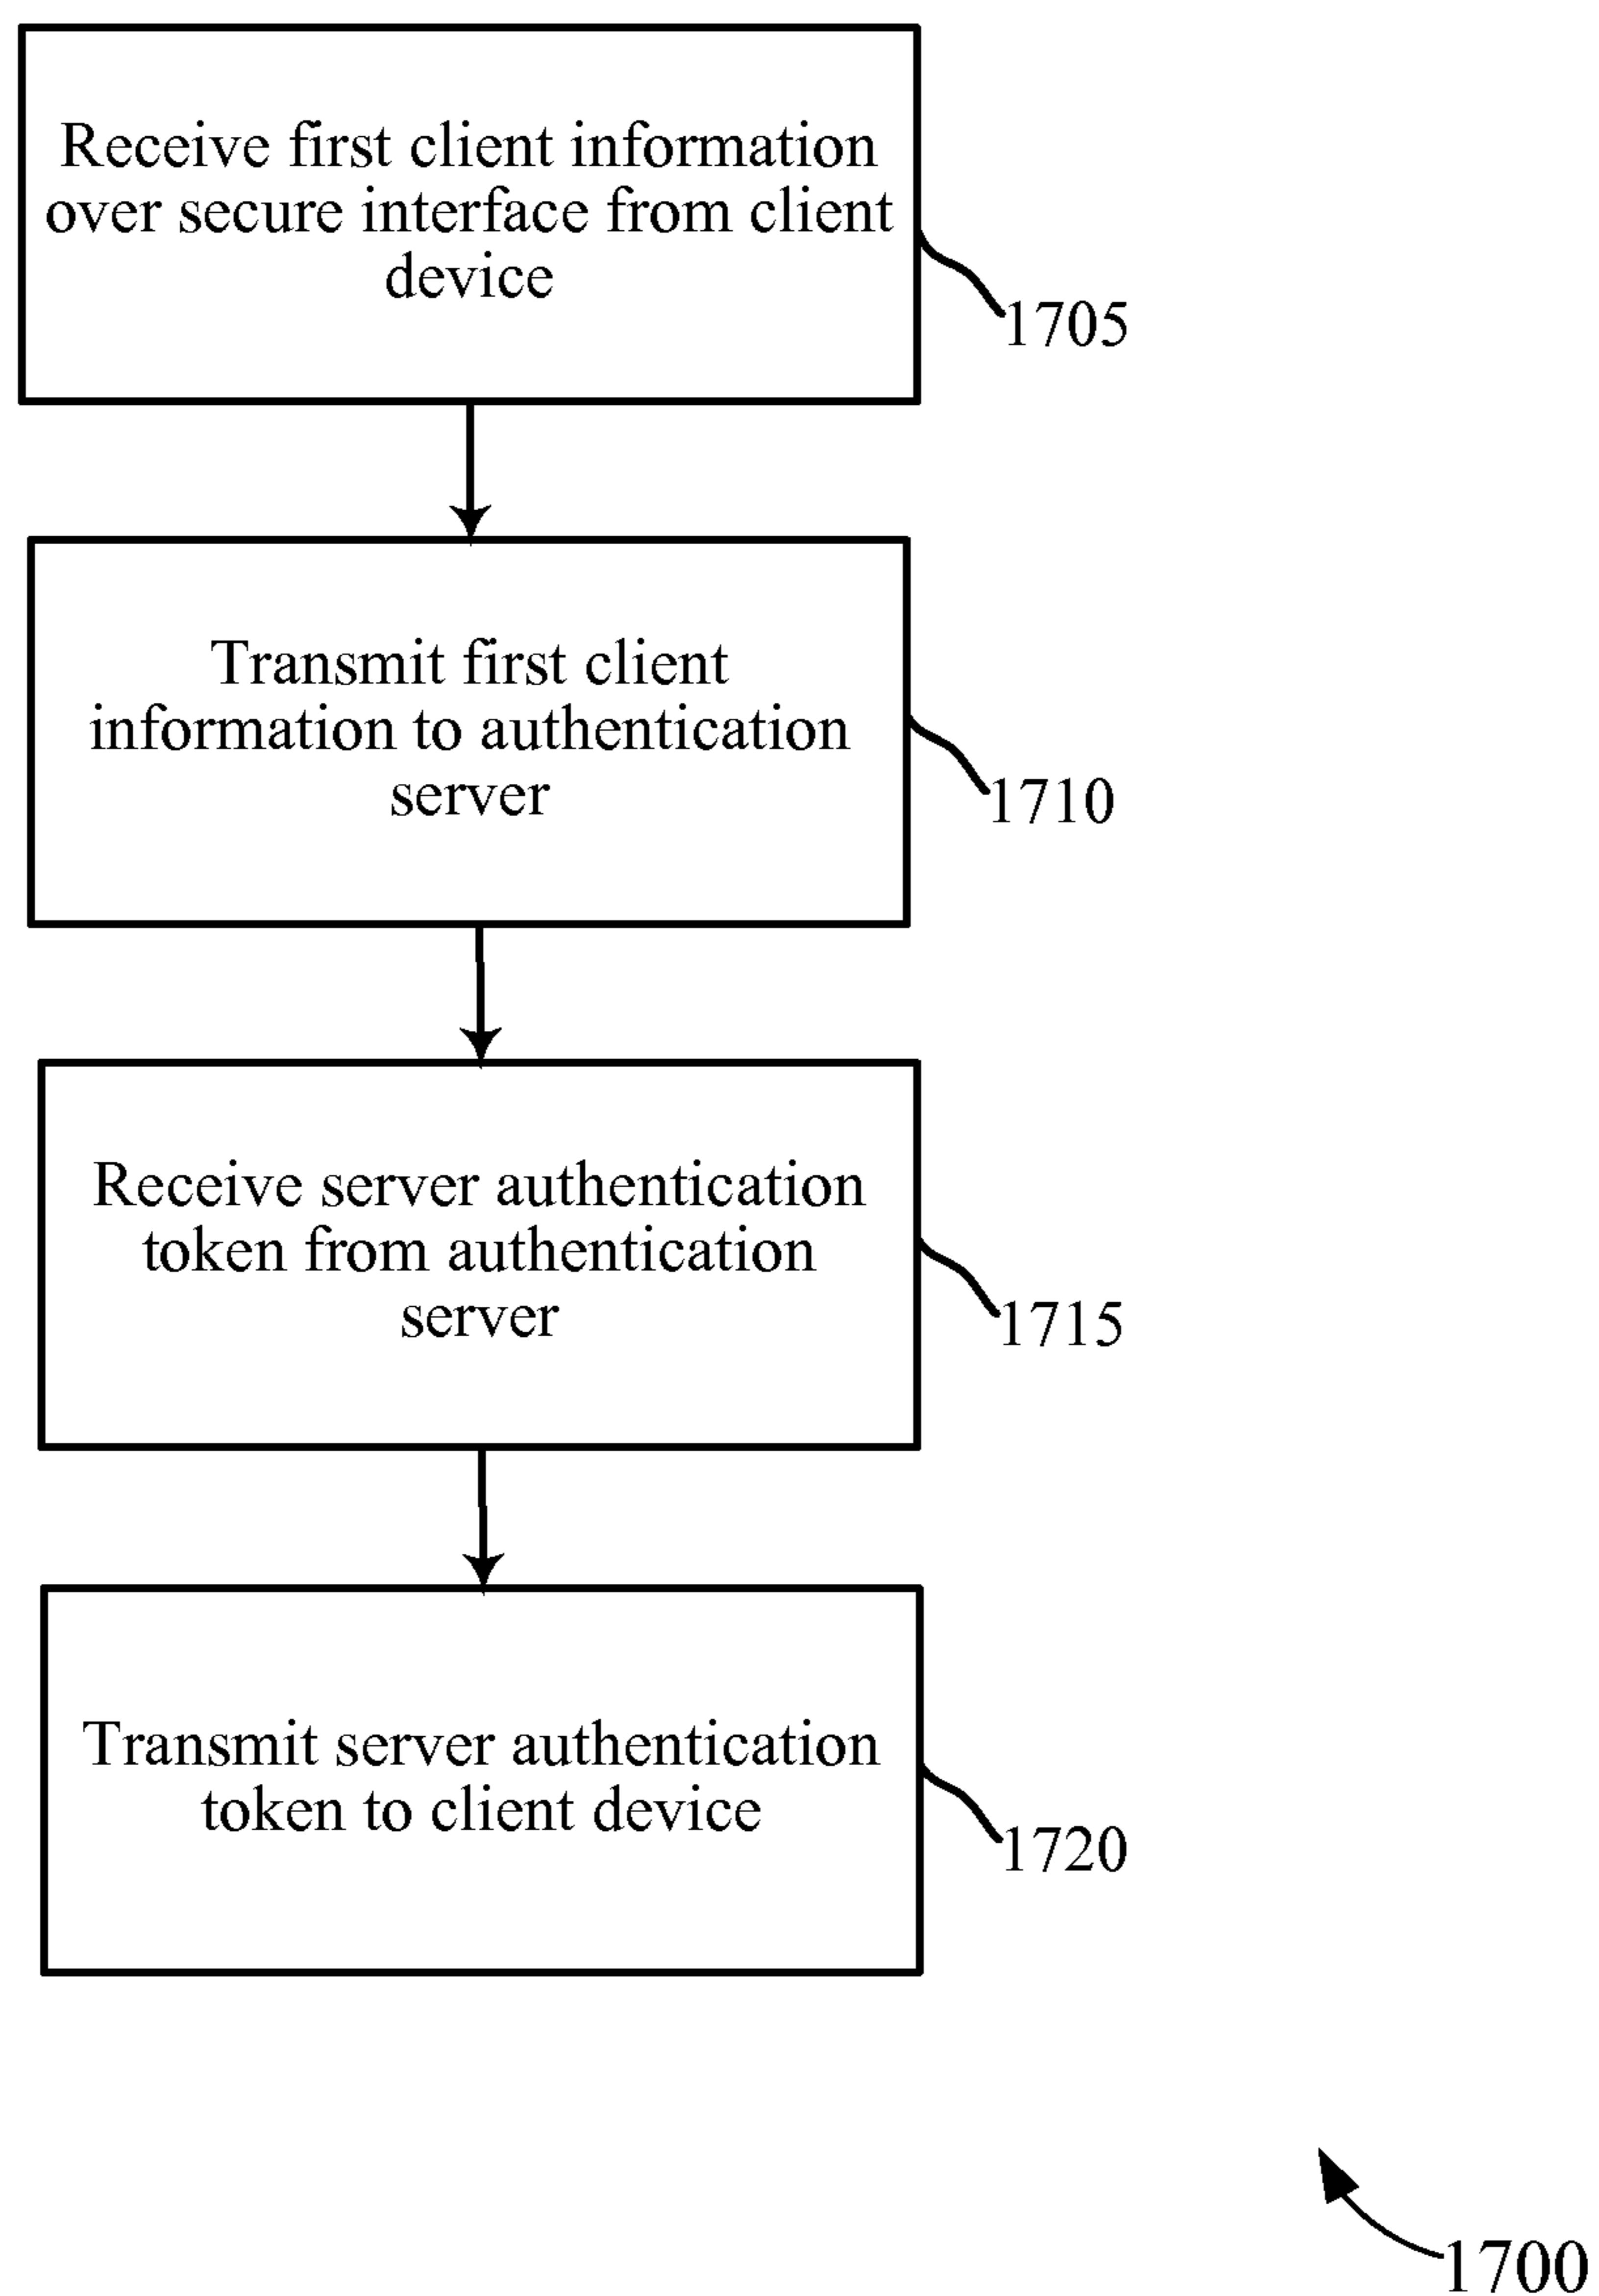 Receive first client information
over secure interface from client
device
1705
Transmit first client
information to authentication
server
1710
Receive server authentication
token from authentication
server
1715
Transmit server authentication
token to client device
1720
1700